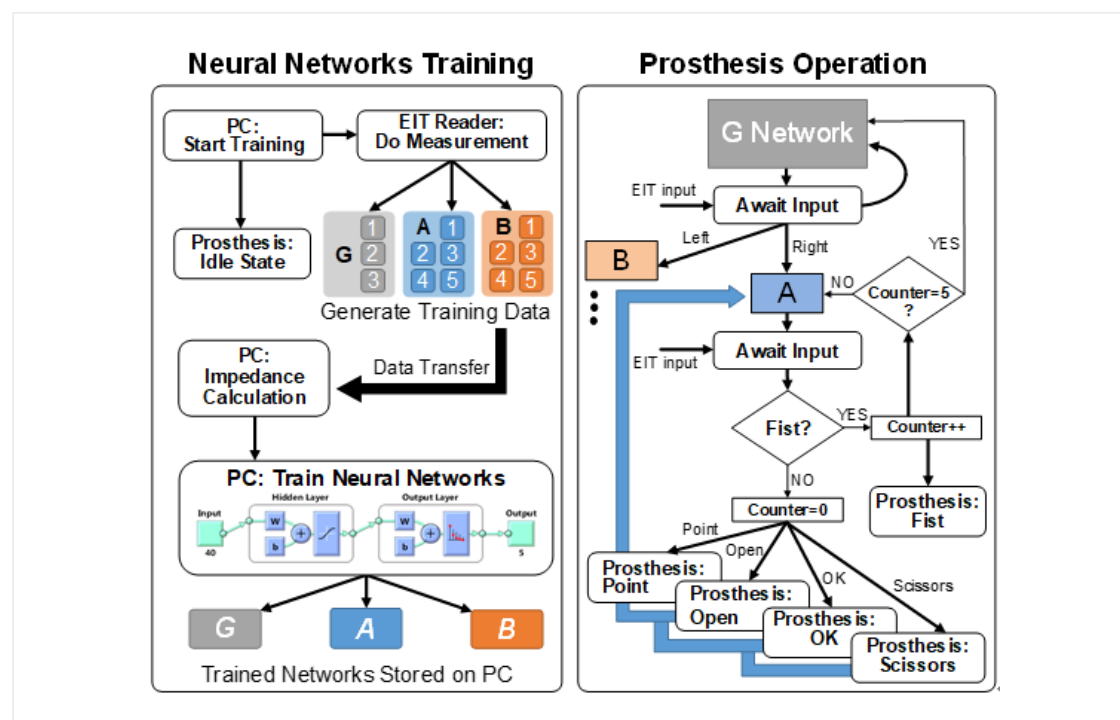 Neural Networks Training
PC:
Start Training
EIT Reader:
Do Measurement
Prosthesis:
Idle State
G
1
2
3
A
1
2
3
4
5
B
1
2
3
4
5
Generate Training Data
PC:
Impedance
Calculation
Data Transfer
PC: Train Neural Networks
Hidden Layer
Output Layer
Input
W
b
+
W
b
+
Output
40
5
G
A
B
Trained Networks Stored on PC
Prosthesis Operation
G Network
EIT input
Await Input
Left
Right
YES
B
A
NO
Counter=5
?
EIT input
Await Input
Fist?
YES
Counter++
NO
Prosthesis:
Fist
Counter=0
Point
Open
OK
Scissors
Prosthesis:
Point
Prosthesis:
Open
Prosthesis:
OK
Prosthesis:
Scissors